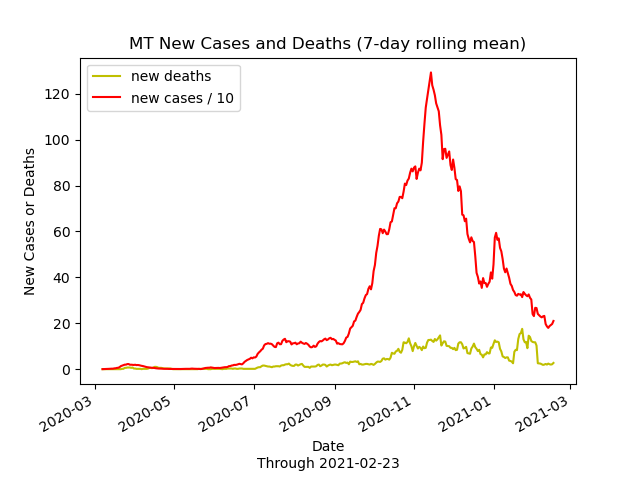 MT New Cases and Deaths (7-day rolling mean)
new deaths
new cases / 10
New Cases or Deaths
120
100
80
60
40
20
0
2020-03
2020-05
2020-07
2020-09
2020-11
2021-01
2021-03
Date
Through 2021-02-23